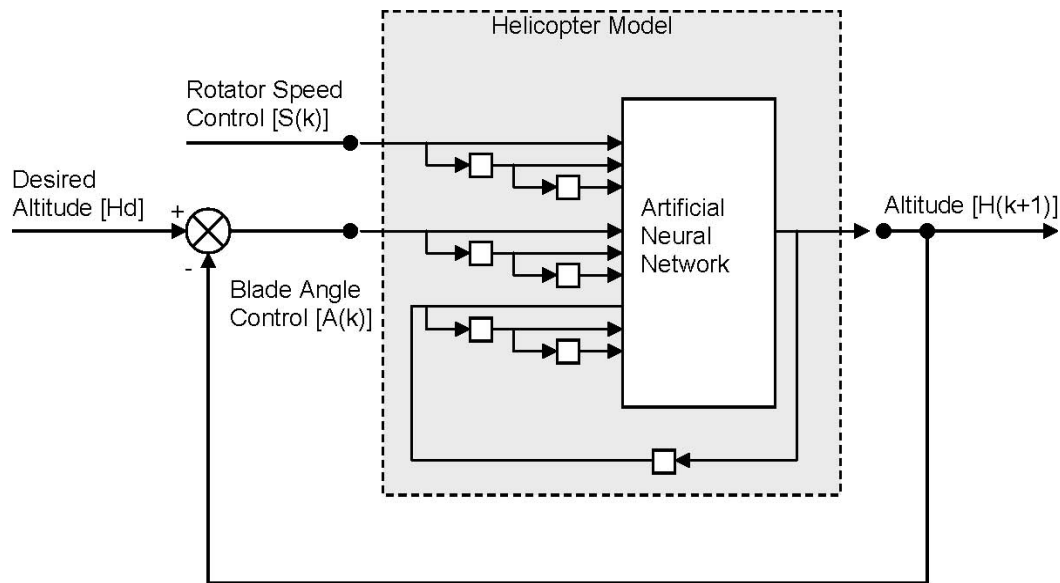 Helicopter Model
Rotator Speed
Control [S(k)]
Desired
Altitude [Hd]
+
-
Blade Angle
Control [A(k)]
Artificial
Neural
Network
Altitude [H(k+1)]